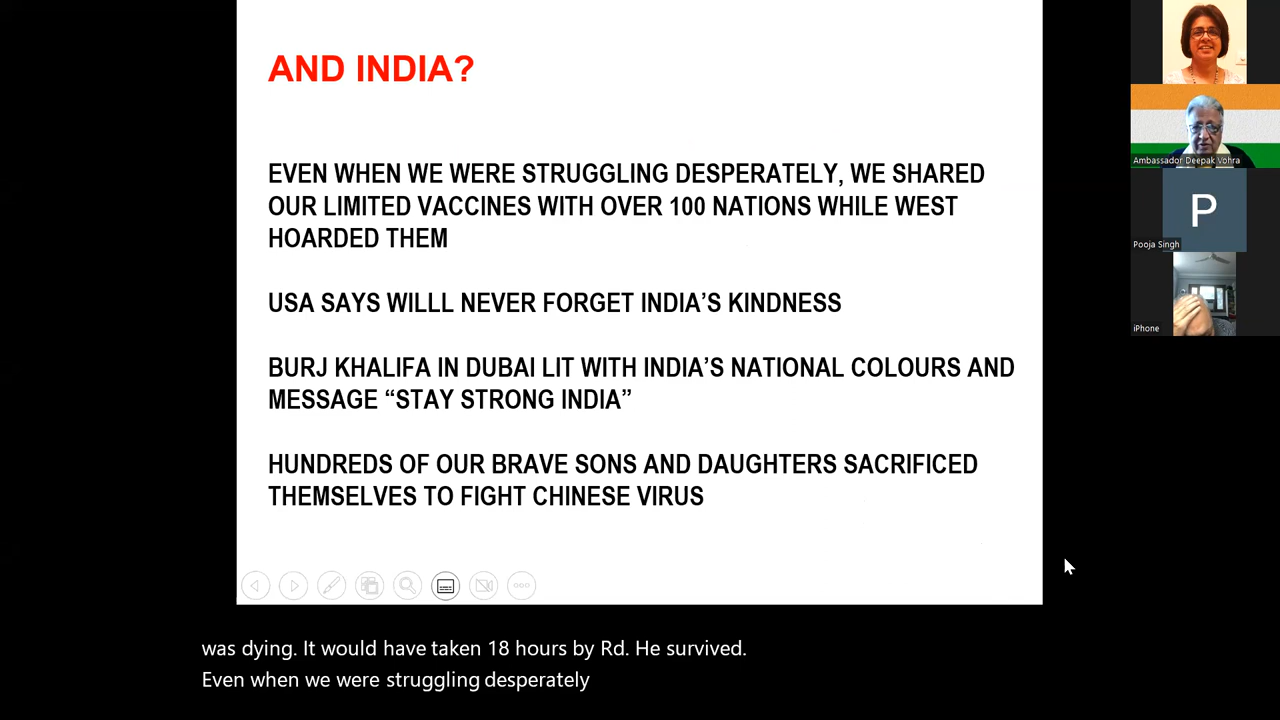 AND INDIA?
EVEN WHEN WE WERE STRUGGLING DESPERATELY, WE SHARED
OUR LIMITED VACCINES WITH OVER 100 NATIONS WHILE WEST
HOARDED THEM
USA SAYS WILLL NEVER FORGET INDIA'S KINDNESS
BURJ KHALIFA IN DUBAI LIT WITH INDIA'S NATIONAL COLOURS AND
MESSAGE “STAY STRONG INDIA”
HUNDREDS OF OUR BRAVE SONS AND DAUGHTERS SACRIFICED
THEMSELVES TO FIGHT CHINESE VIRUS
was dying. It would have taken 18 hours by Rd. He survived.
Even when we were struggling desperately
Ambassador Deepak Vohra
P
Pooja Singh
iPhone